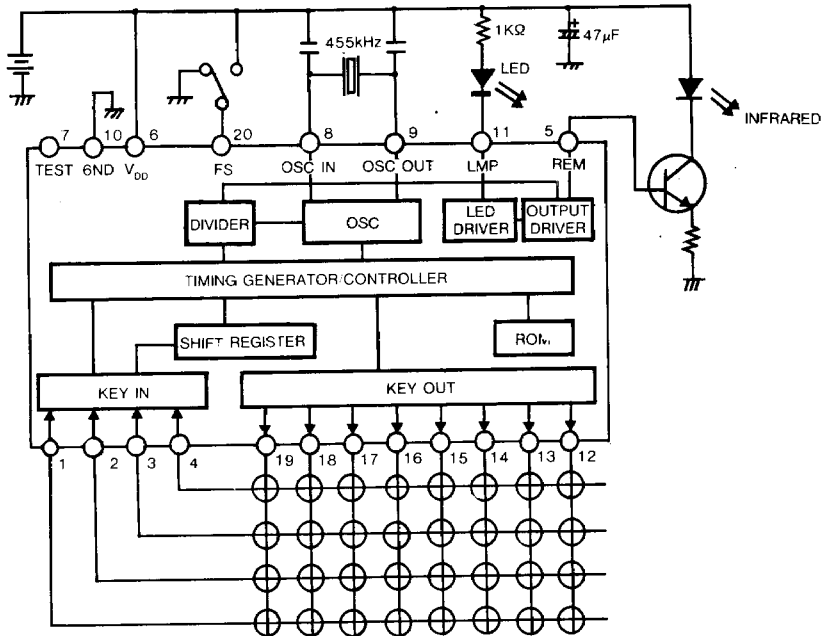 455kHz
1KΩ
47μF
LED
INFRARED
7 10 6 20 8 9 11 5
TEST 6ND VDD FS OSC IN OSC OUT LMP REM
DIVIDER
OSC
LED DRIVER
OUTPUT DRIVER
TIMING GENERATOR/CONTROLLER
SHIFT REGISTER
ROM
KEY IN
KEY OUT
1 2 3 4 19 18 17 16 15 14 13 12